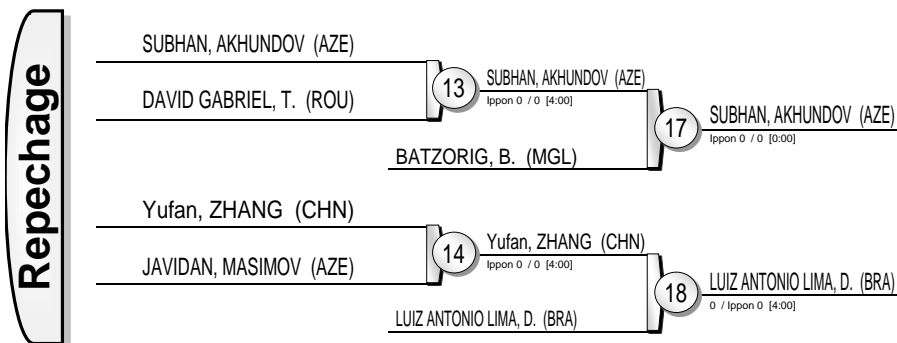 Repechage
SUBHAN, AKHUNDOV (AZE)
DAVID GABRIEL, T. (ROU)
13
SUBHAN, AKHUNDOV (AZE)
Ippon 0 / 0 [4:00]
BATZORIG, B. (MGL)
17
SUBHAN, AKHUNDOV (AZE)
Ippon 0 / 0 [0:00]
Yufan, ZHANG (CHN)
JAVIDAN, MASIMOV (AZE)
14
Yufan, ZHANG (CHN)
Ippon 0 / 0 [4:00]
LUIZ ANTONIO LIMA, D. (BRA)
18
LUIZ ANTONIO LIMA, D. (BRA)
0 / Ippon 0 [4:00]